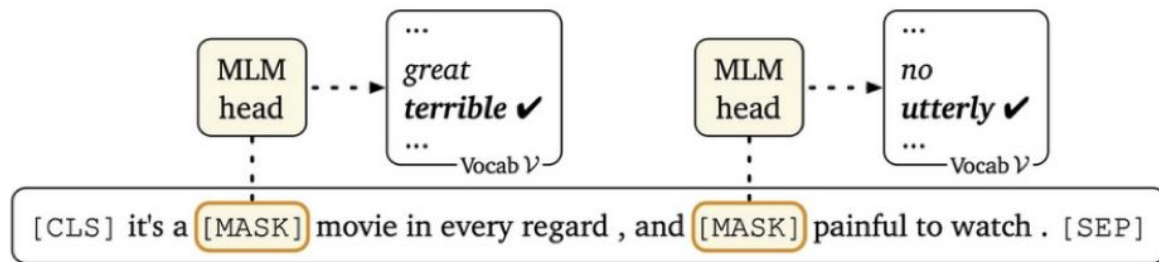 MLM
head
...
great
terrible ✔
...
Vocab 𝒱
MLM
head
...
no
utterly ✔
...
Vocab 𝒱
[CLS] it's a [MASK] movie in every regard , and [MASK] painful to watch . [SEP]